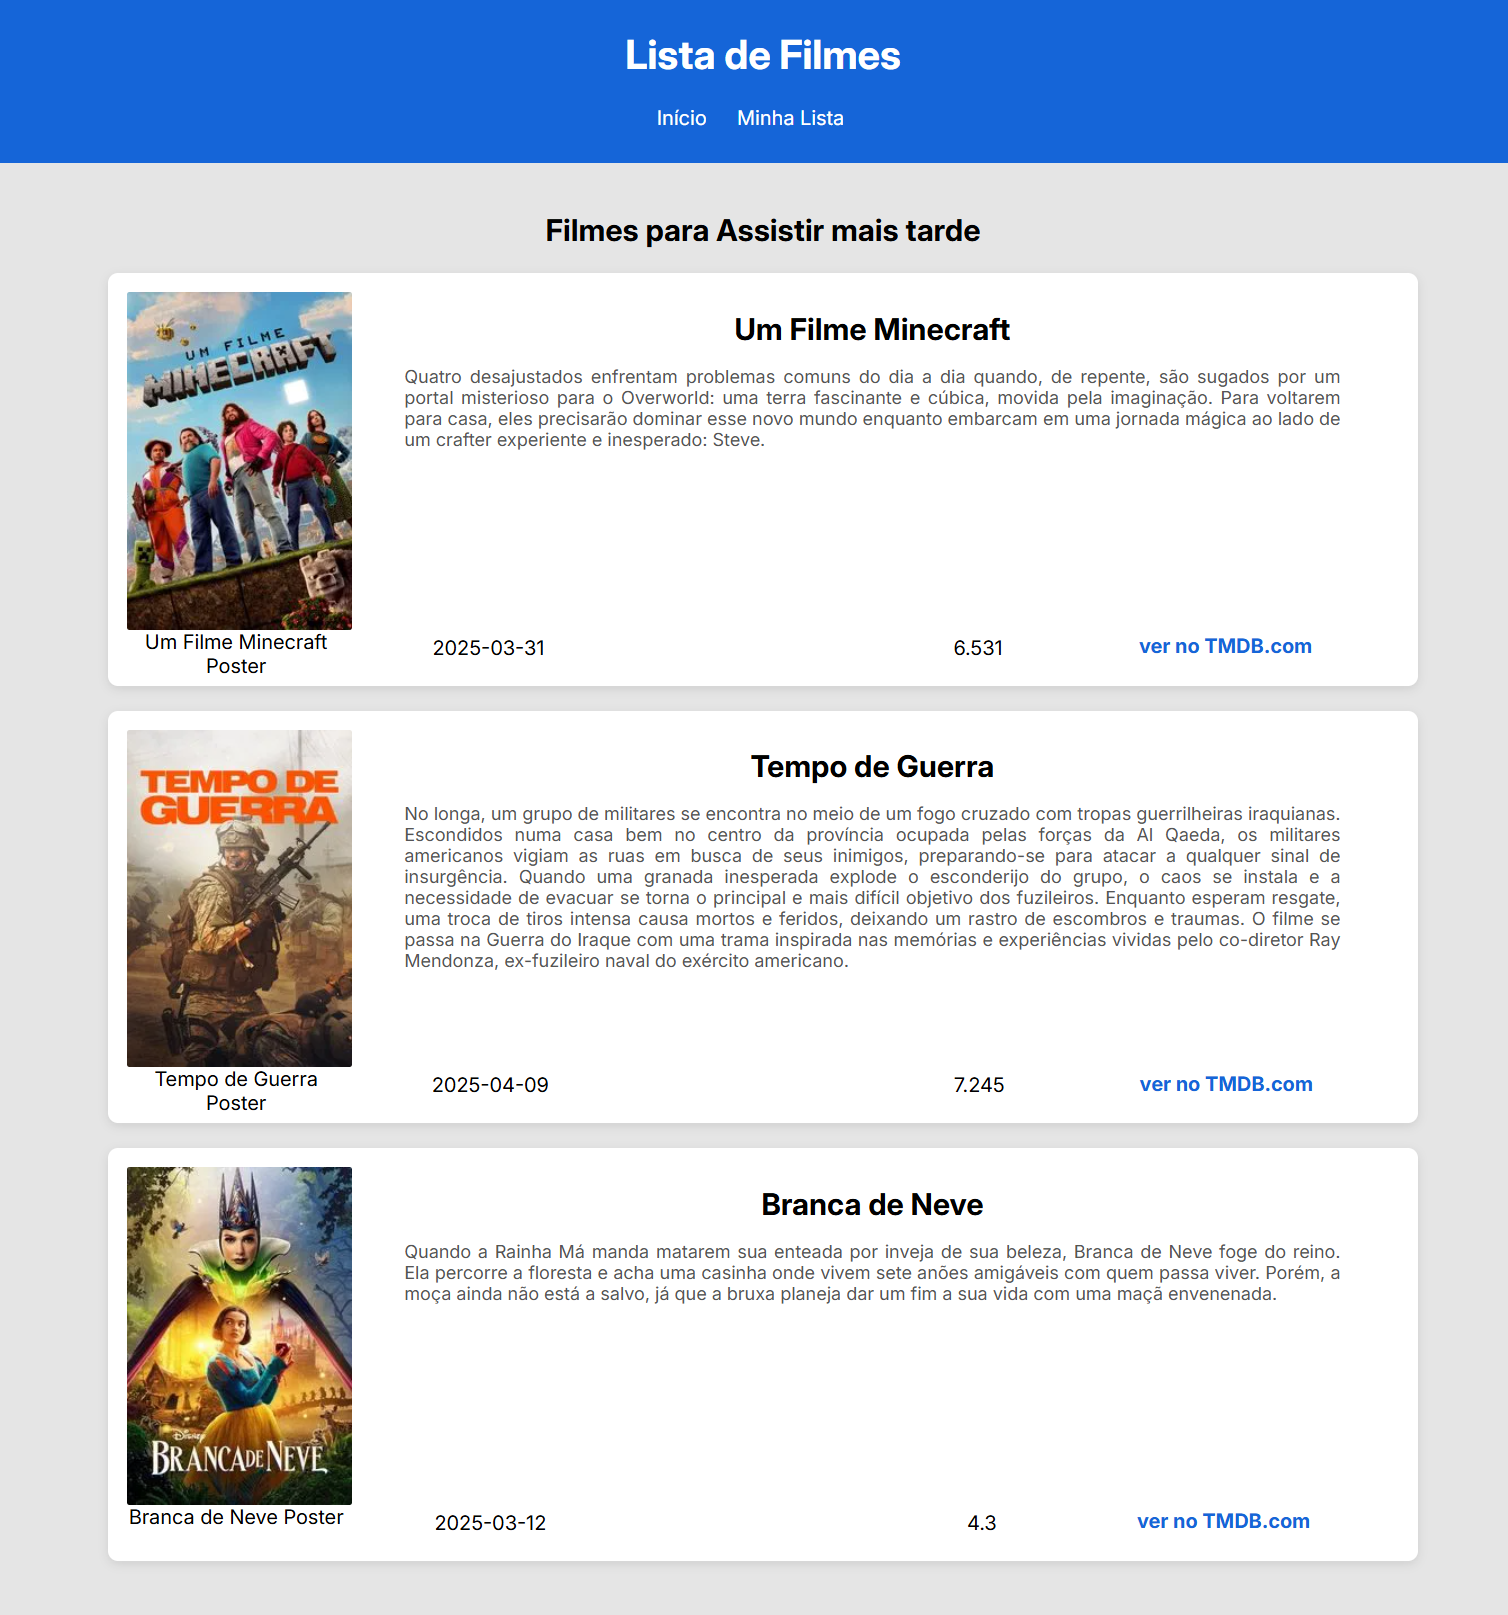 Lista de Filmes
Início Minha Lista
Filmes para Assistir mais tarde
UM FILME
MINECRAFT
Um Filme Minecraft
Poster
Um Filme Minecraft
Quatro desajustados enfrentam problemas comuns do dia a dia quando, de repente, são sugados por um
portal misterioso para o Overworld: uma terra fascinante e cúbica, movida pela imaginação. Para voltarem
para casa, eles precisarão dominar esse novo mundo enquanto embarcam em uma jornada mágica ao lado de
um crafter experiente e inesperado: Steve.
2025-03-31 6.531 ver no TMDB.com
TEMPO DE
GUERRA
Tempo de Guerra
Poster
Tempo de Guerra
No longa, um grupo de militares se encontra no meio de um fogo cruzado com tropas guerrilheiras iraquianas.
Escondidos numa casa bem no centro da província ocupada pelas forças da Al Qaeda, os militares
americanos vigiam as ruas em busca de seus inimigos, preparando-se para atacar a qualquer sinal de
insurgência. Quando uma granada inesperada explode o esconderijo do grupo, o caos se instala e a
necessidade de evacuar se torna o principal e mais difícil objetivo dos fuzileiros. Enquanto esperam resgate,
uma troca de tiros intensa causa mortos e feridos, deixando um rastro de escombros e traumas. O filme se
passa na Guerra do Iraque com uma trama inspirada nas memórias e experiências vividas pelo co-diretor Ray
Mendonza, ex-fuzileiro naval do exército americano.
2025-04-09 7.245 ver no TMDB.com
Disney
BRANCA DE NEVE
Branca de Neve Poster
Branca de Neve
Quando a Rainha Má manda matarem sua enteada por inveja de sua beleza, Branca de Neve foge do reino.
Ela percorre a floresta e acha uma casinha onde vivem sete anões amigáveis com quem passa viver. Porém, a
moça ainda não está a salvo, já que a bruxa planeja dar um fim a sua vida com uma maçã envenenada.
2025-03-12 4.3 ver no TMDB.com